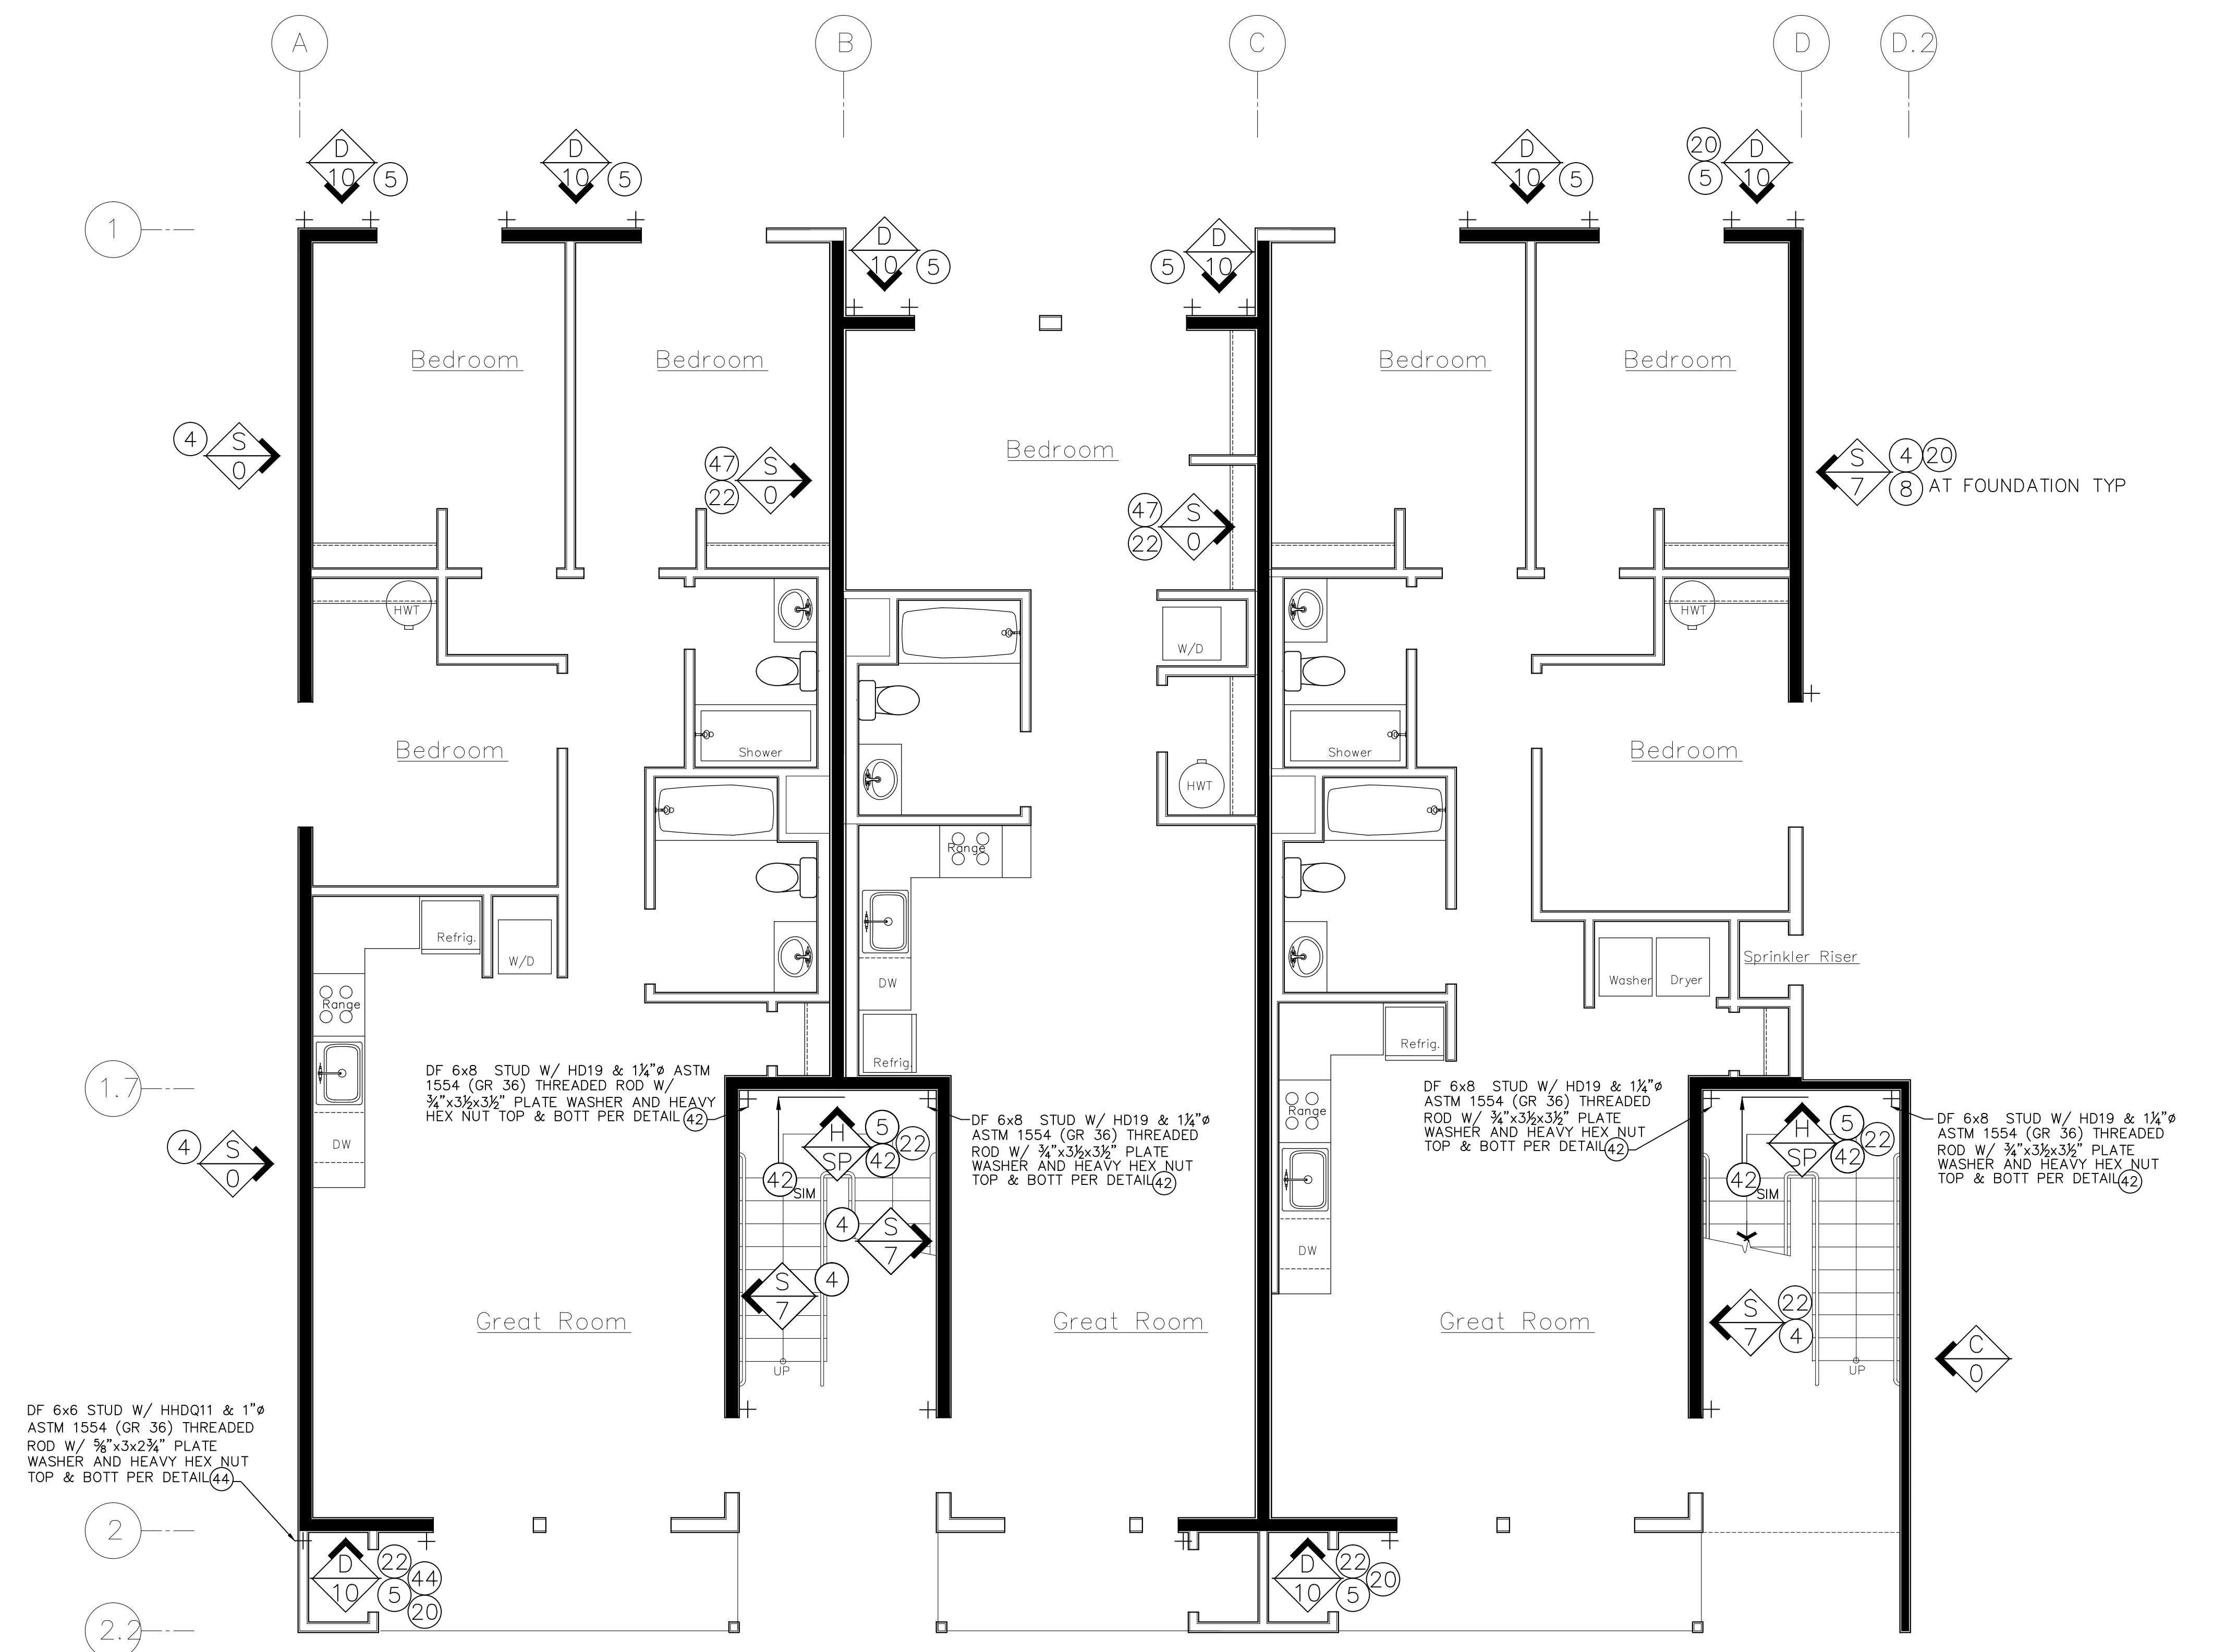 A
B
C
D
D.2
D
10
5
D
10
5
D
10
5
20
5
D
10
1
D
10
5
5
D
10
Bedroom
Bedroom
Bedroom
Bedroom
Bedroom
4
S
0
47
22
S
0
47
22
S
0
S
7
4
20
8
AT FOUNDATION TYP
HWT
HWT
W/D
Bedroom
Shower
HWT
Shower
Bedroom
Range
Refrig.
W/D
DW
Washer
Dryer
Sprinkler Riser
Range
Refrig.
Refrig.
1.7
DF 6x8 STUD W/ HD19 & 1¼"ø ASTM
1554 (GR 36) THREADED ROD W/
¾"x3½x3½" PLATE WASHER AND HEAVY
HEX NUT TOP & BOTT PER DETAIL 42
DF 6x8 STUD W/ HD19 & 1¼"ø
ASTM 1554 (GR 36) THREADED
ROD W/ ¾"x3½x3½" PLATE
WASHER AND HEAVY HEX NUT
TOP & BOTT PER DETAIL 42
DF 6x8 STUD W/ HD19 & 1¼"ø
ASTM 1554 (GR 36) THREADED
ROD W/ ¾"x3½x3½" PLATE
WASHER AND HEAVY HEX NUT
TOP & BOTT PER DETAIL 42
DF 6x8 STUD W/ HD19 & 1¼"ø
ASTM 1554 (GR 36) THREADED
ROD W/ ¾"x3½x3½" PLATE
WASHER AND HEAVY HEX NUT
TOP & BOTT PER DETAIL 42
DW
Range
4
S
0
H
SP
5
22
42
42
SIM
H
SP
5
22
42
42
SIM
4
S
7
S
7
4
DW
S
7
22
4
Great Room
Great Room
Great Room
UP
UP
C
0
DF 6x6 STUD W/ HHDQ11 & 1"ø
ASTM 1554 (GR 36) THREADED
ROD W/ ⅝"x3x2¾" PLATE
WASHER AND HEAVY HEX NUT
TOP & BOTT PER DETAIL 44
2
D
10
22
44
5
20
D
10
22
20
5
2.2